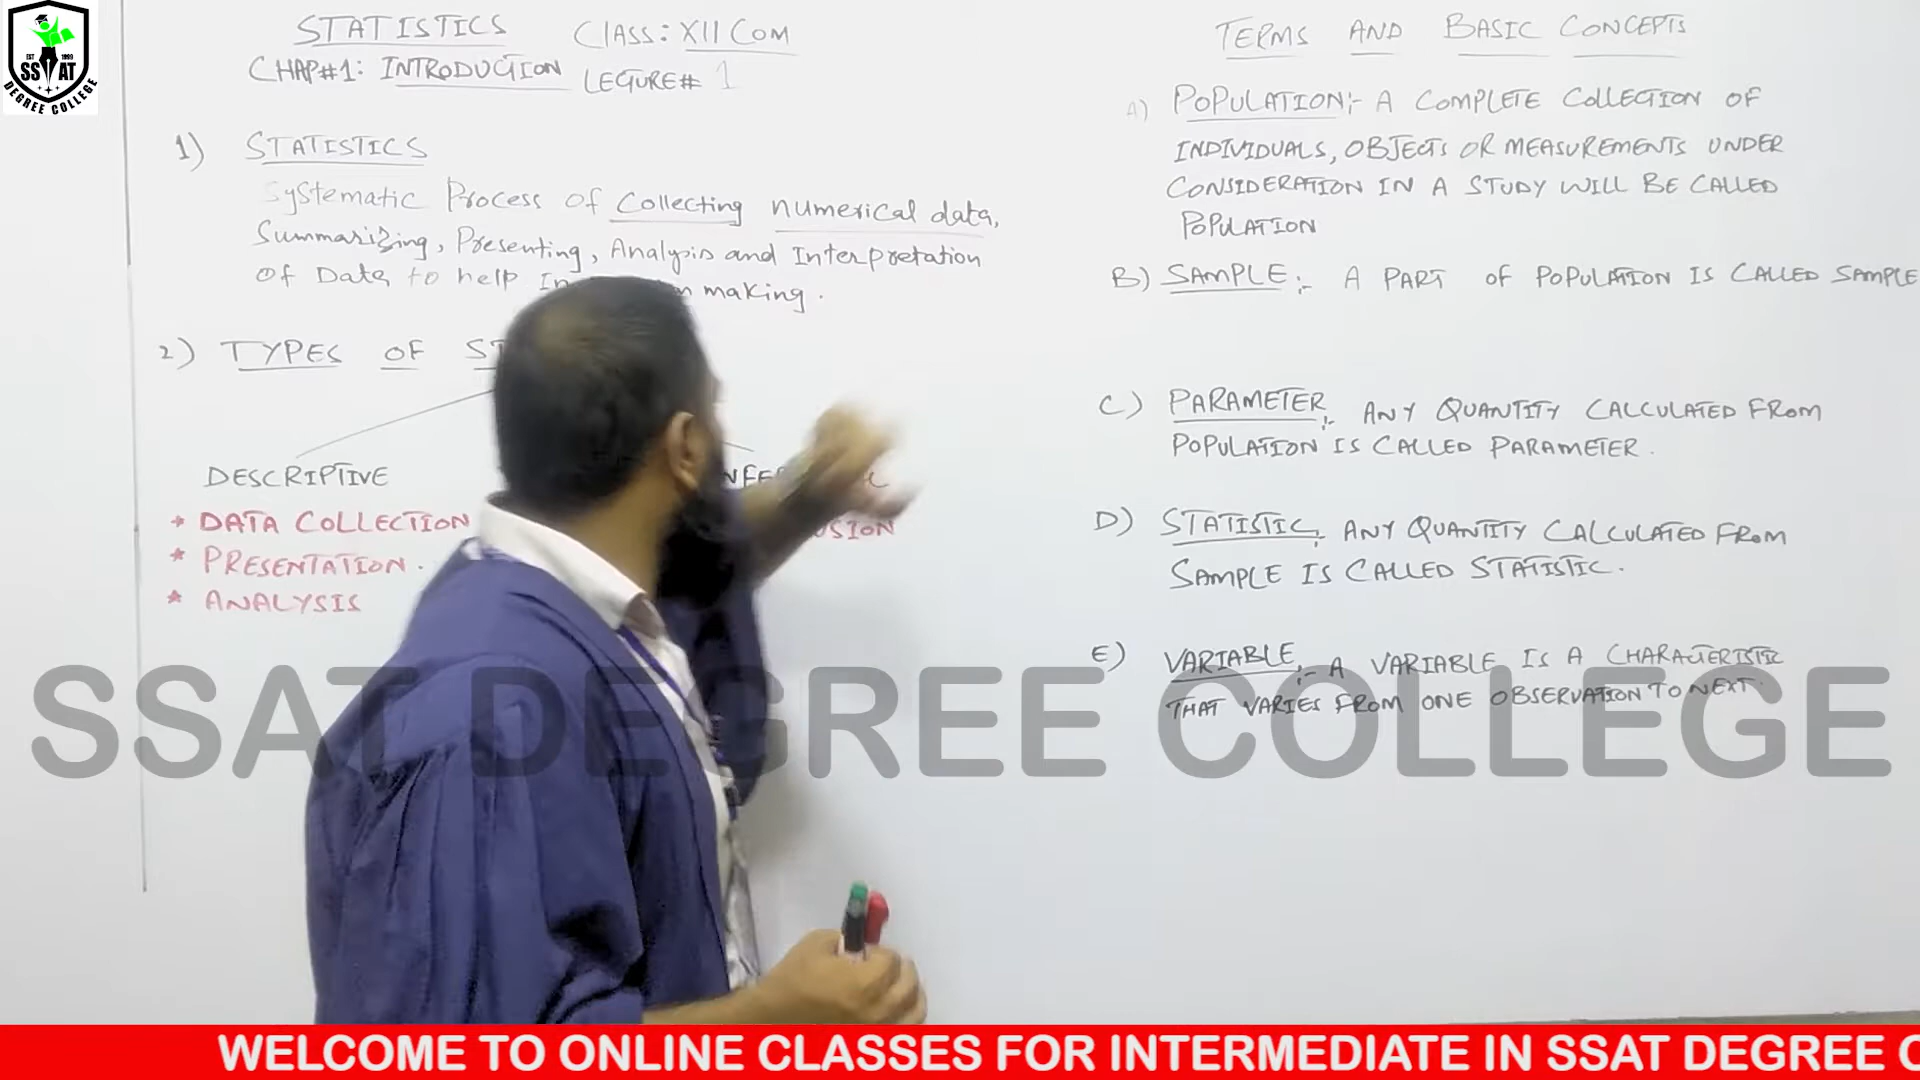 SSAT
EST 1999
DEGREE COLLEGE
STATISTICS CLASS: XII COM
CHAP#1: INTRODUCTION LECTURE# 1
1) STATISTICS
Systematic Process of Collecting numerical data,
Summarizing, Presenting, Analysis and Interpretation
of Data to help In making.
2) TYPES OF
DESCRIPTIVE
* DATA COLLECTION
* PRESENTATION.
* ANALYSIS
TERMS AND BASIC CONCEPTS
A) POPULATION:- A COMPLETE COLLECTION OF
INDIVIDUALS, OBJECTS OR MEASUREMENTS UNDER
CONSIDERATION IN A STUDY WILL BE CALLED
POPULATION
B) SAMPLE:- A PART OF POPULATION IS CALLED SAMPLE
C) PARAMETER:- ANY QUANTITY CALCULATED FROM
POPULATION IS CALLED PARAMETER.
D) STATISTIC:- ANY QUANTITY CALCULATED FROM
SAMPLE IS CALLED STATISTIC.
E) VARIABLE:- A VARIABLE IS A CHARACTERISTIC
THAT VARIES FROM ONE OBSERVATION TO NEXT.
SSAT DEGREE COLLEGE
WELCOME TO ONLINE CLASSES FOR INTERMEDIATE IN SSAT DEGREE C